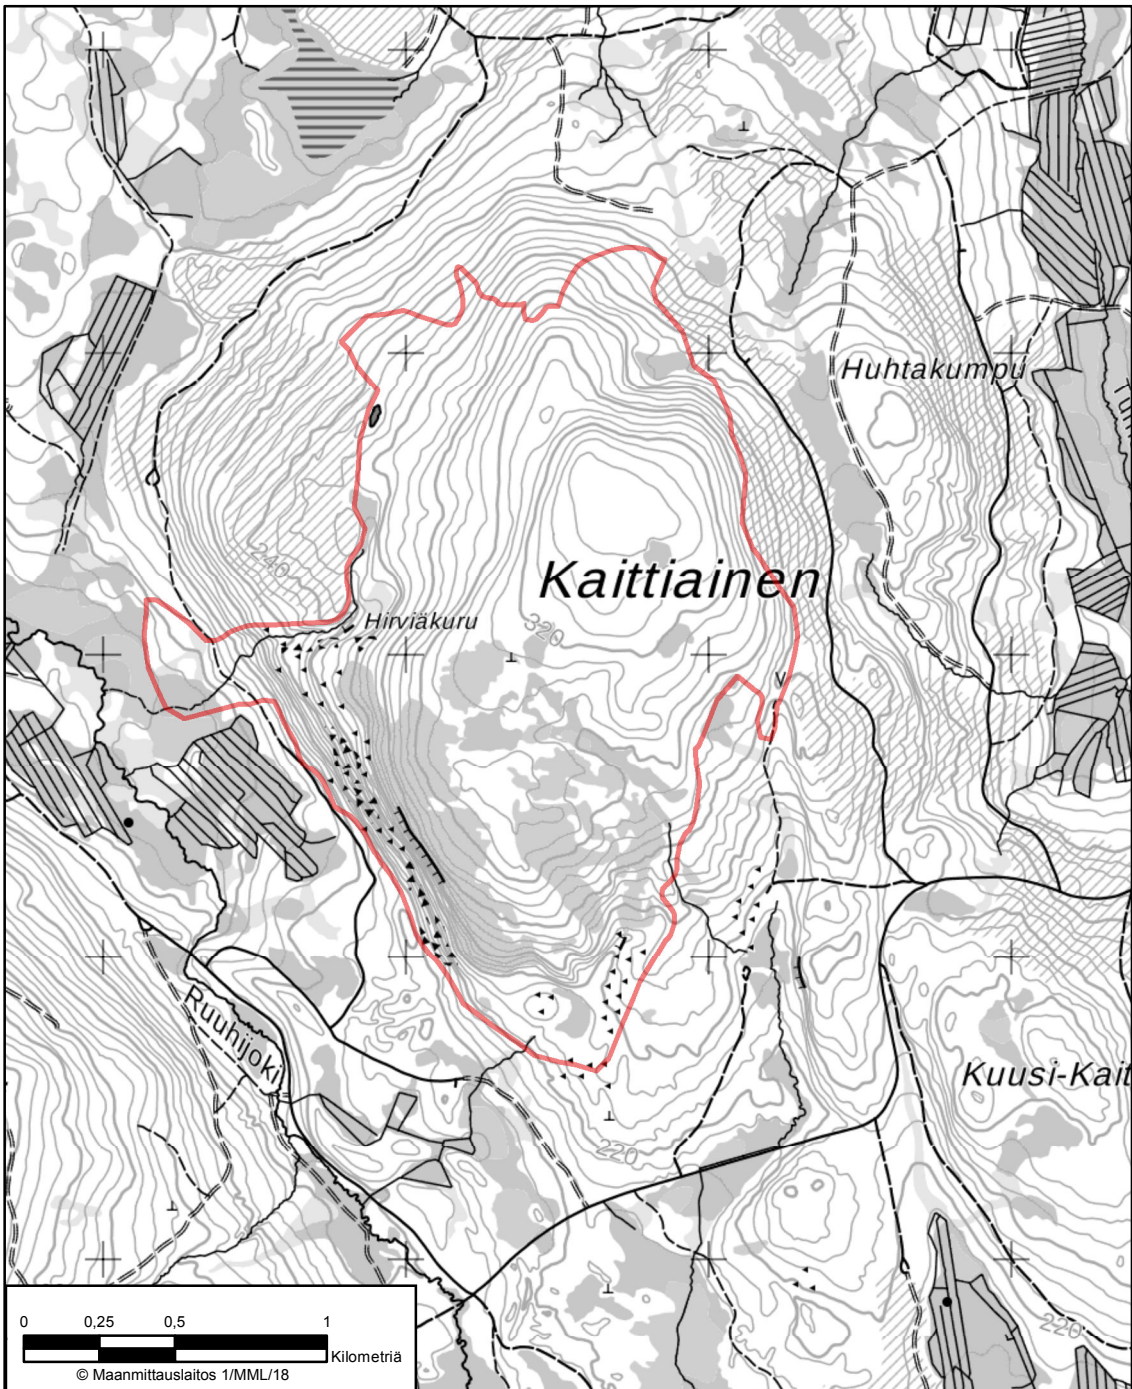 Huhtakumpu
Kaittiainen
240
Hirviäkuru
320
V
Ruuhijoki
Kuusi-Kait
220
220
0 0,25 0,5 1
Kilometriä
© Maanmittauslaitos 1/MML/18